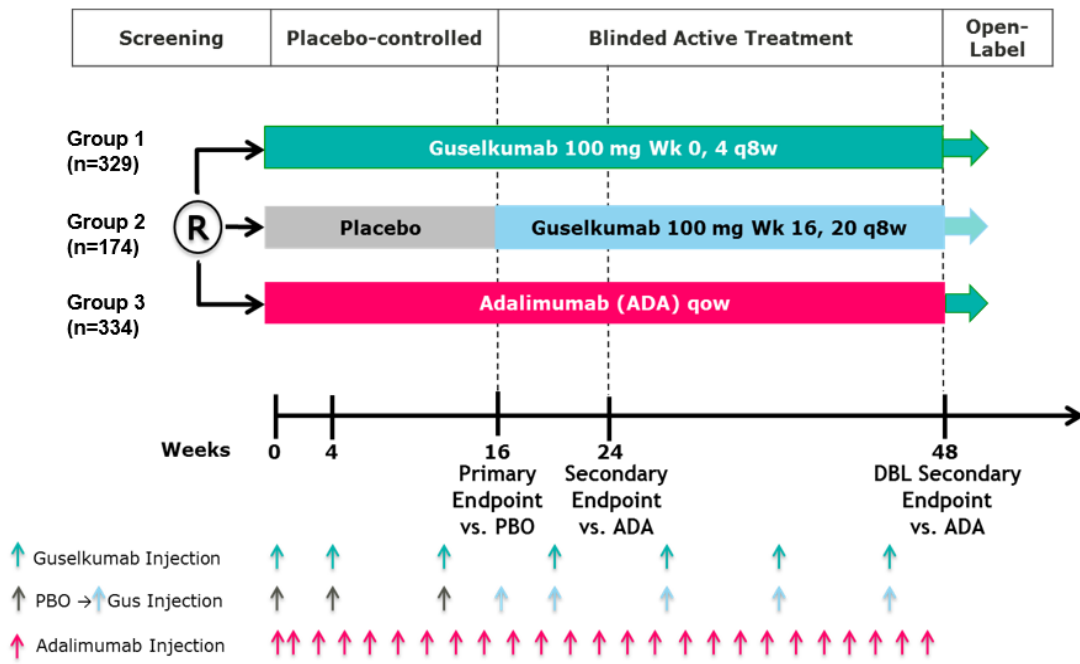 Screening
Placebo-controlled
Blinded Active Treatment
Open-
Label
Group 1
(n=329)
Guselkumab 100 mg Wk 0, 4 q8w
R
Group 2
(n=174)
Placebo
Guselkumab 100 mg Wk 16, 20 q8w
Group 3
(n=334)
Adalimumab (ADA) qow
Weeks
0
4
16
24
48
Primary
Endpoint
vs. PBO
Secondary
Endpoint
vs. ADA
DBL Secondary
Endpoint
vs. ADA
Guselkumab Injection
PBO → Gus Injection
Adalimumab Injection